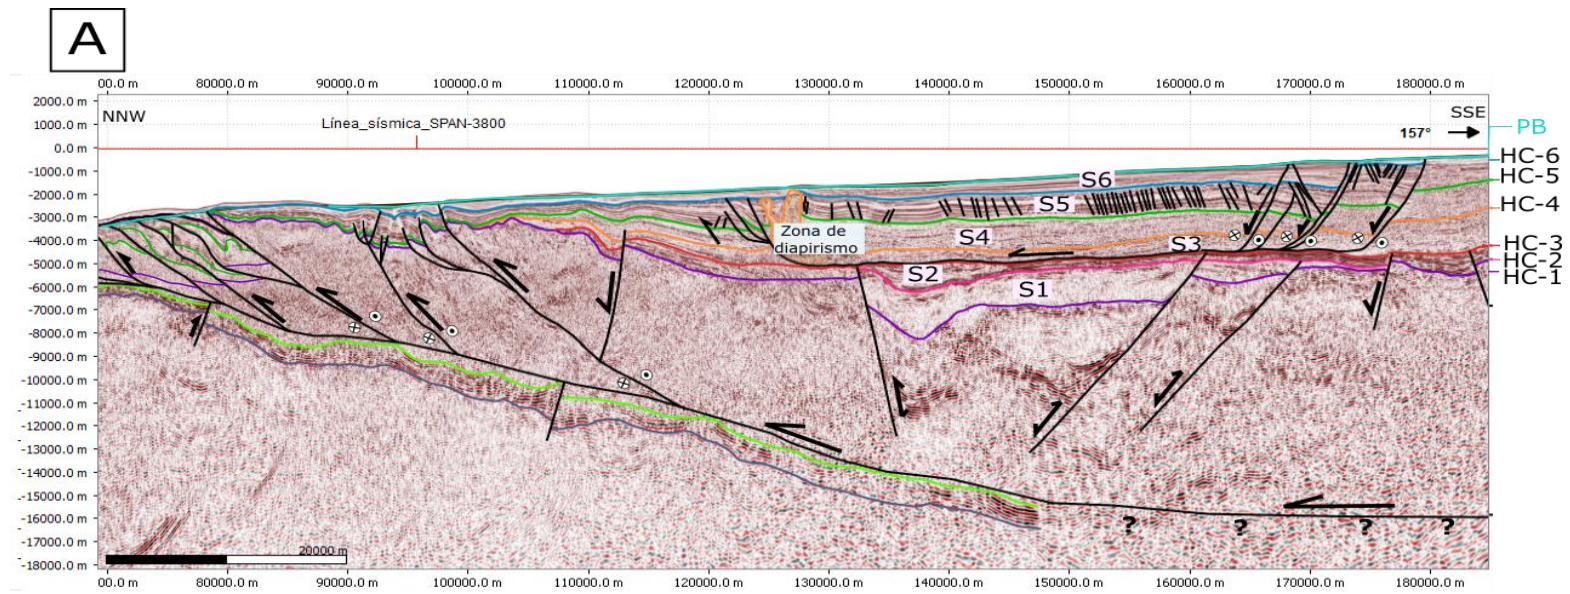 A
00.0 m 80000.0 m 90000.0 m 100000.0 m 110000.0 m 120000.0 m 130000.0 m 140000.0 m 150000.0 m 160000.0 m 170000.0 m 180000.0 m
2000.0 m
1000.0 m
0.0 m
-1000.0 m
-2000.0 m
-3000.0 m
-4000.0 m
-5000.0 m
-6000.0 m
-7000.0 m
-8000.0 m
-9000.0 m
-10000.0 m
-11000.0 m
-12000.0 m
-13000.0 m
-14000.0 m
-15000.0 m
-16000.0 m
-17000.0 m
-18000.0 m
NNW
Línea_sísmica_SPAN-3800
SSE
157°
PB
HC-6
HC-5
HC-4
HC-3
HC-2
HC-1
S6
S5
S4
S3
S2
S1
Zona de
diapirismo
? ? ? ?
20000 m
00.0 m 80000.0 m 90000.0 m 100000.0 m 110000.0 m 120000.0 m 130000.0 m 140000.0 m 150000.0 m 160000.0 m 170000.0 m 180000.0 m